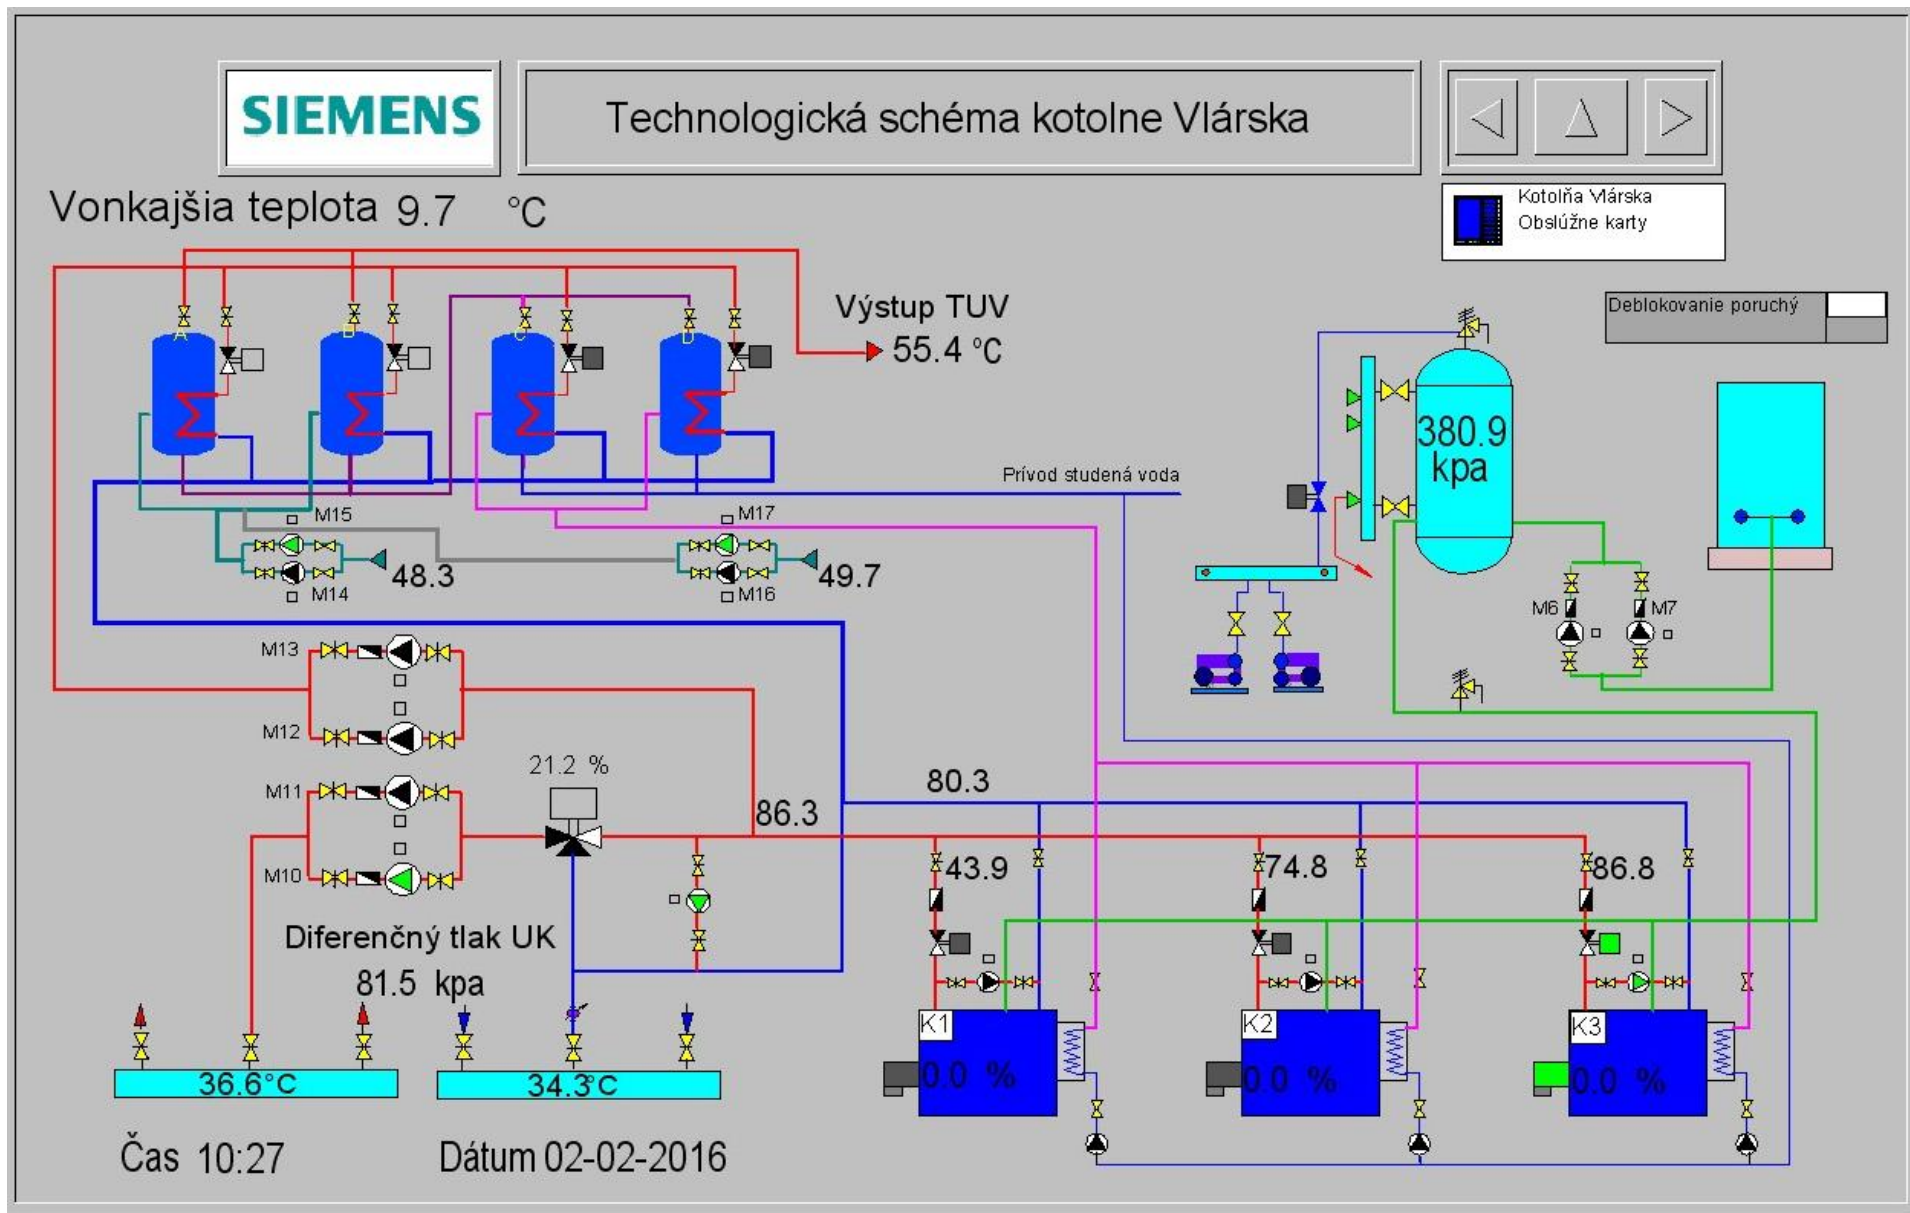 SIEMENS
Technologická schéma kotolne Vlárska
Vonkajšia teplota 9.7 °C
Kotolňa Vlárska
Obslúžne karty
Deblokovanie poruchý
Výstup TUV
55.4 °C
A
B
C
D
380.9
kpa
Prívod studená voda
M15
M17
48.3
49.7
M14
M16
M6
M7
M13
M12
21.2 %
80.3
M11
86.3
43.9
74.8
86.8
M10
Diferenčný tlak UK
81.5 kpa
K1
K2
K3
36.6°C
34.3°C
0.0 %
0.0 %
0.0 %
Čas 10:27
Dátum 02-02-2016